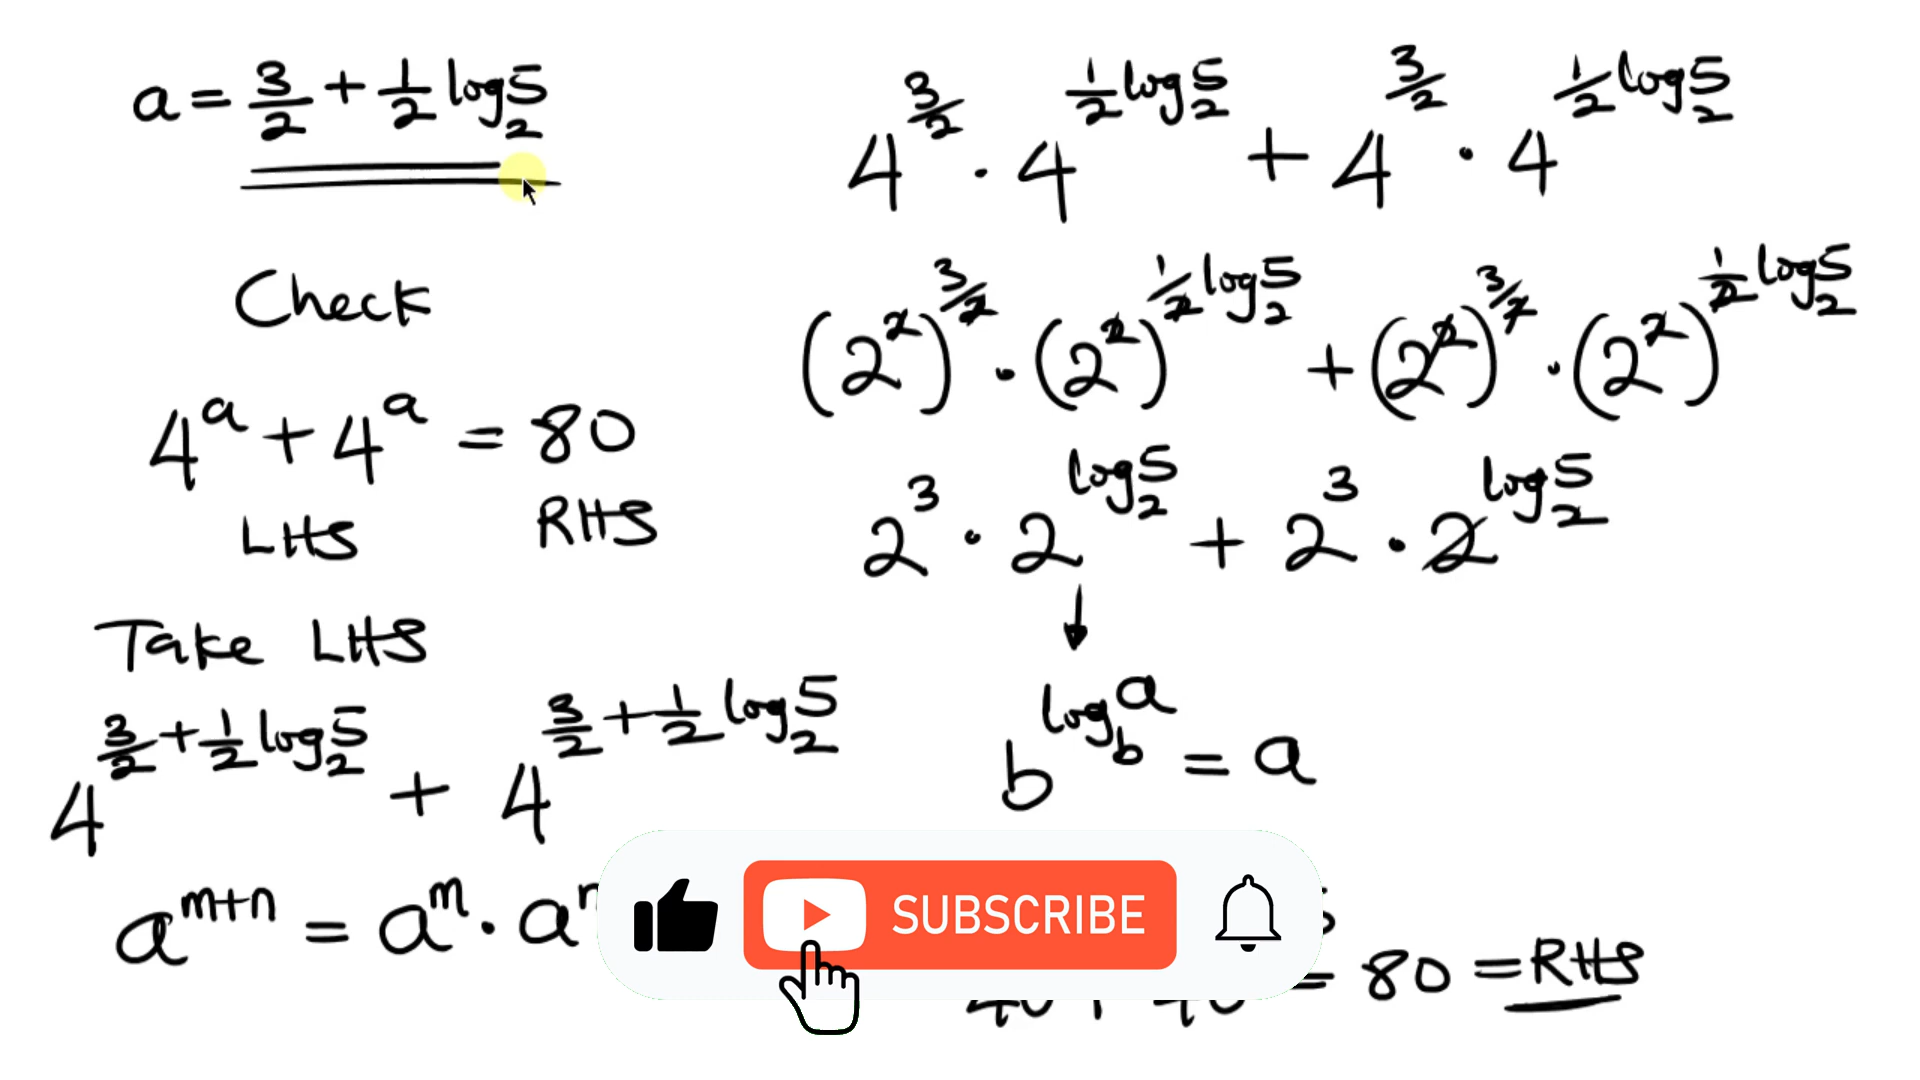 a = 3/2 + 1/2 log₂5
Check
4^a + 4^a = 80
LHS RHS
Take LHS
4^(3/2 + 1/2 log₂5) + 4^(3/2 + 1/2 log₂5)
a^(m+n) = a^m · a
4^(3/2) · 4^(1/2 log₂5) + 4^(3/2) · 4^(1/2 log₂5)
(2²)^(3/2) · (2²)^(1/2 log₂5) + (2²)^(3/2) · (2²)^(1/2 log₂5)
2³ · 2^(log₂5) + 2³ · 2^(log₂5)
b^(log_b a) = a
= 80 = RHS
SUBSCRIBE